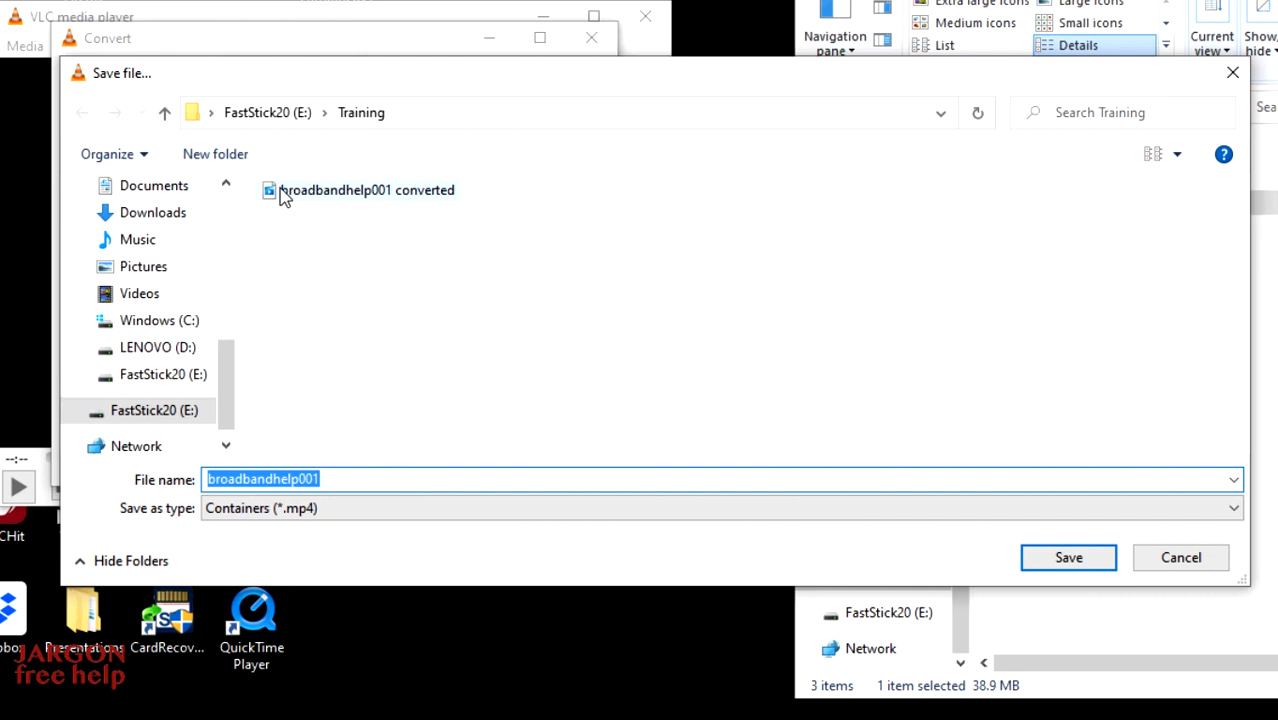 VLC media player
Media
Convert
Save file...
FastStick20 (E:) › Training
Search Training
Organize
New folder
Documents
broadbandhelp001 converted
Downloads
Music
Pictures
Videos
Windows (C:)
LENOVO (D:)
FastStick20 (E:)
FastStick20 (E:)
Network
File name: broadbandhelp001
Save as type: Containers (*.mp4)
Hide Folders
Save
Cancel
Extra large icons
Large icons
Medium icons
Small icons
List
Details
Navigation
pane
Current
view
Show/
hide
Sea
--:--
CHit
Presentations
CardRecov...
QuickTime
Player
JARGON
free help
FastStick20 (E:)
Network
3 items 1 item selected 38.9 MB